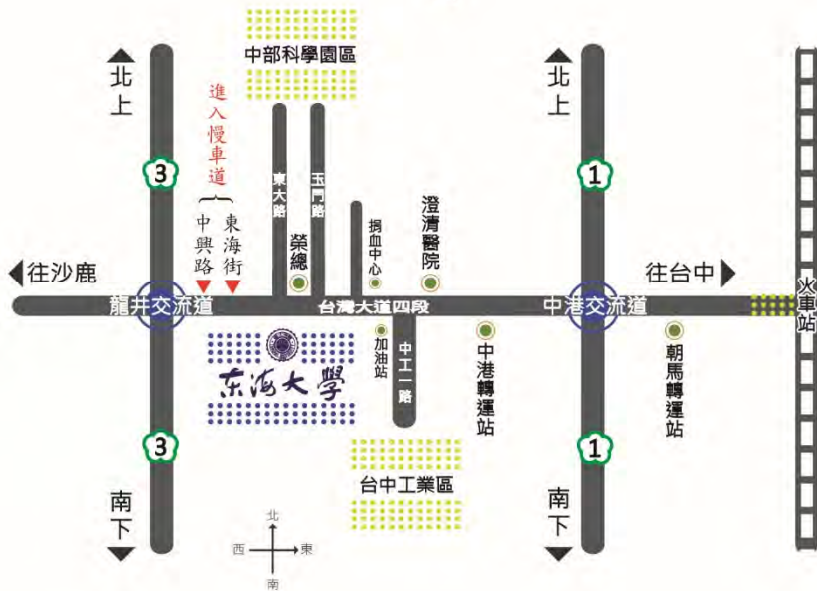 中部科學園區
北上
北上
進入慢車道
3
1
東大路
玉門路
中興路
東海街
榮總
捐血中心
澄清醫院
往沙鹿
往台中
龍井交流道
台灣大道四段
中港交流道
火車站
东海大學
加油站
中工一路
中港轉運站
朝馬轉運站
3
1
台中工業區
南下
南下
北
西
東
南